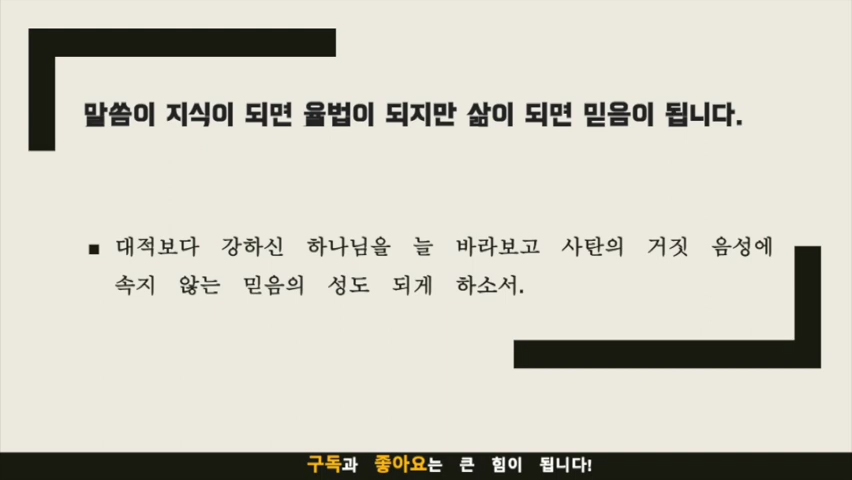 말씀이 지식이 되면 율법이 되지만 삶이 되면 믿음이 됩니다.
■ 대적보다 강하신 하나님을 늘 바라보고 사탄의 거짓 음성에
속지 않는 믿음의 성도 되게 하소서.
구독과 좋아요는 큰 힘이 됩니다!